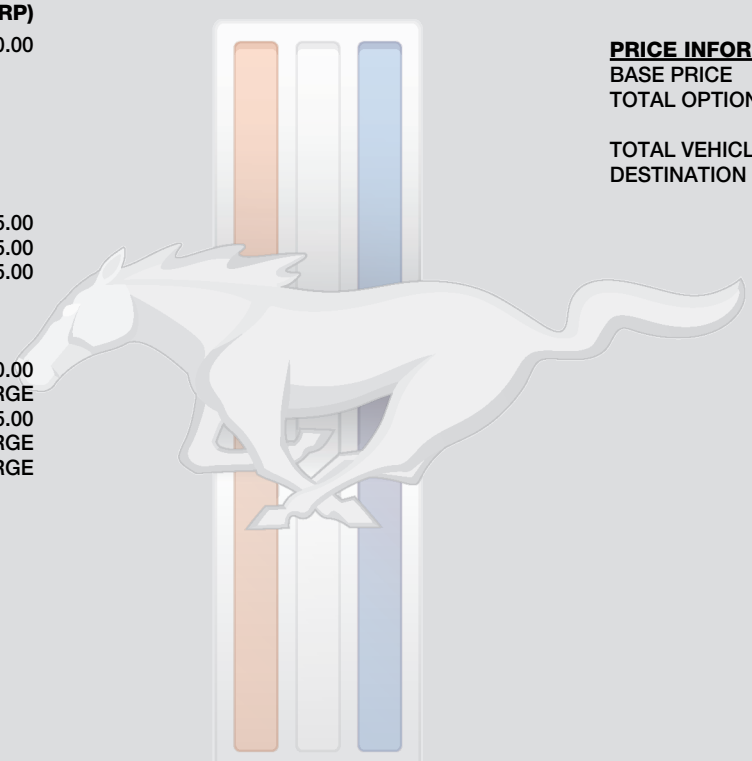 RP)
0.00
5.00
5.00
5.00
0.00
RGE
5.00
RGE
RGE
PRICE INFOR
BASE PRICE
TOTAL OPTION
TOTAL VEHICL
DESTINATION